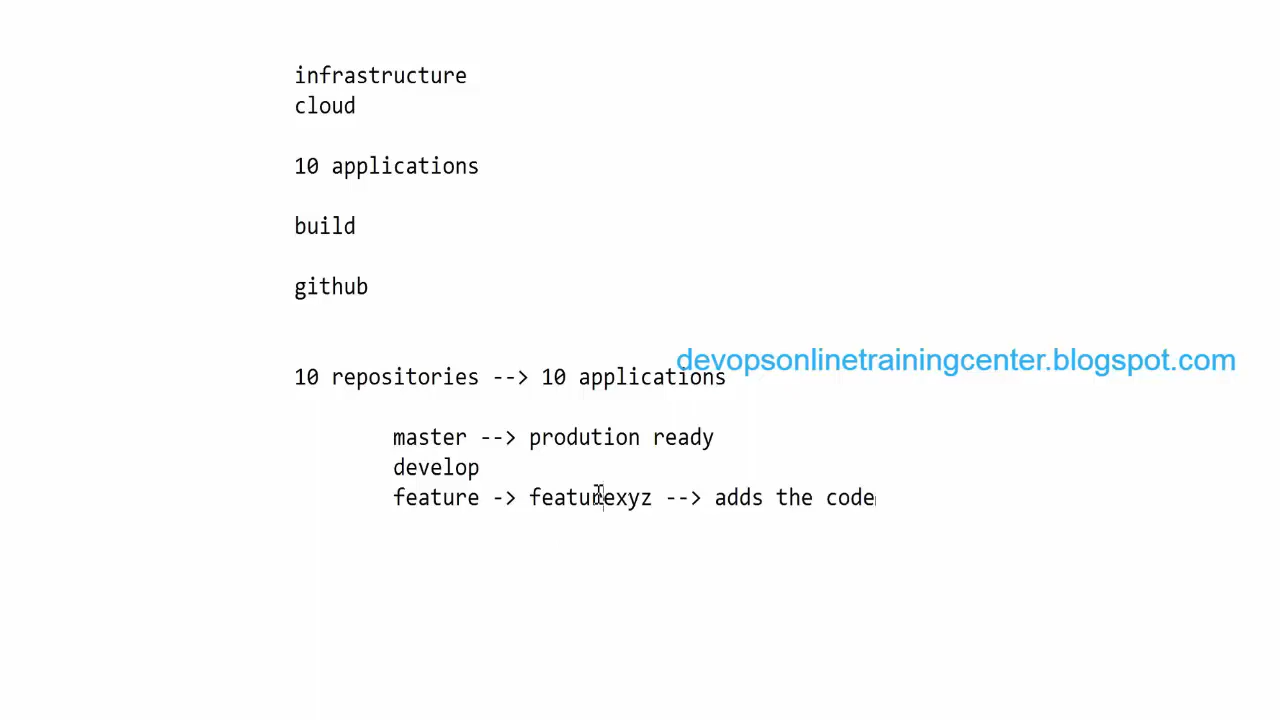 infrastructure
cloud
10 applications
build
github
devopsonlinetrainingcenter.blogspot.com
10 repositories --> 10 applications
master --> prodution ready
develop
feature -> featurexyz --> adds the code